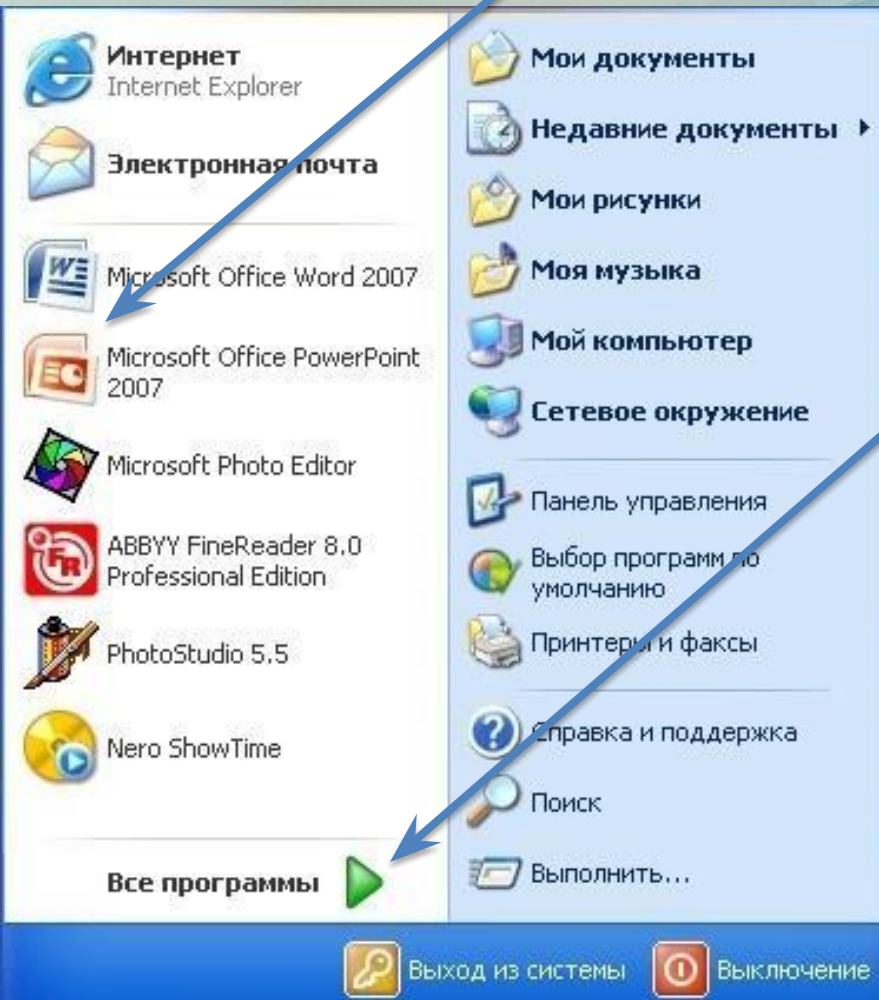 Интернет
Internet Explorer
Электронная почта
Microsoft Office Word 2007
Microsoft Office PowerPoint
2007
Microsoft Photo Editor
ABBYY FineReader 8.0
Professional Edition
PhotoStudio 5.5
Nero ShowTime
Все программы
Мои документы
Недавние документы
Мои рисунки
Моя музыка
Мой компьютер
Сетевое окружение
Панель управления
Выбор программ по
умолчанию
Принтеры и факсы
Справка и поддержка
Поиск
Выполнить...
Выход из системы
Выключение